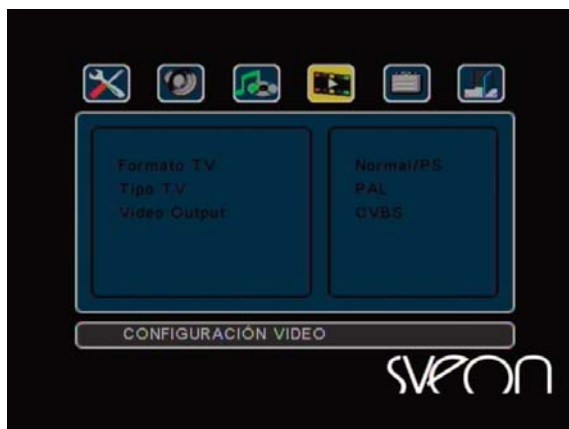 Formato TV
Normal/PS
Tipo TV
PAL
Video Output
CVBS
CONFIGURACIÓN VIDEO
sveon